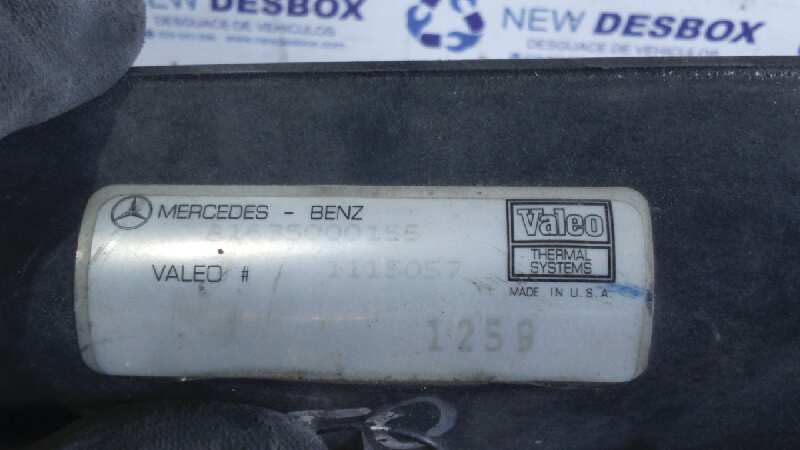 NEW DESBOX
DESGUACE DE VEHICULOS
NEW DESBOX
DESGUACE DE VEHICULOS
MERCEDES - BENZ
VALEO # 1118057
1259
Valeo
THERMAL
SYSTEMS
MADE IN U.S.A.